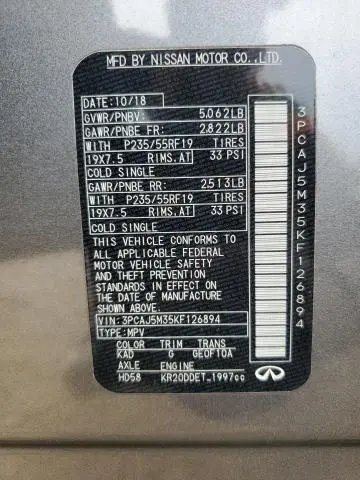 MFD BY NISSAN MOTOR CO.,LTD.
DATE:10/18
GVWR/PNBV: 5.062LB
GAWR/PNBE FR: 2.822LB
WITH P235/55RF19 TIRES
19X7.5 RIMS.AT 33 PSI
COLD SINGLE
GAWR/PNBE RR: 2513LB
WITH P235/55RF19 TIRES
19X7.5 RIMS.AT 33 PSI
COLD SINGLE
THIS VEHICLE CONFORMS TO
ALL APPLICABLE FEDERAL
MOTOR VEHICLE SAFETY
AND THEFT PREVENTION
STANDARDS IN EFFECT ON
THE DATE OF MANUFACTURE
SHOWN ABOVE.
VIN:3PCAJ5M35KF126894
TYPE:MPV
COLOR TRIM TRANS
KAD G GE0F10A
AXLE ENGINE
HD58 KR20DDET_1997cc
3PCAJ5M35KF126894